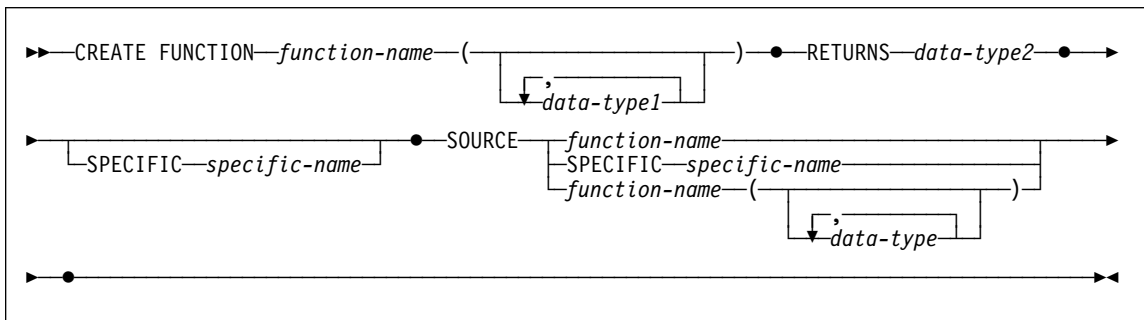 CREATE FUNCTION function-name ( ) RETURNS data-type2
,
data-type1
SOURCE function-name
SPECIFIC specific-name SPECIFIC specific-name
function-name ( )
,
data-type